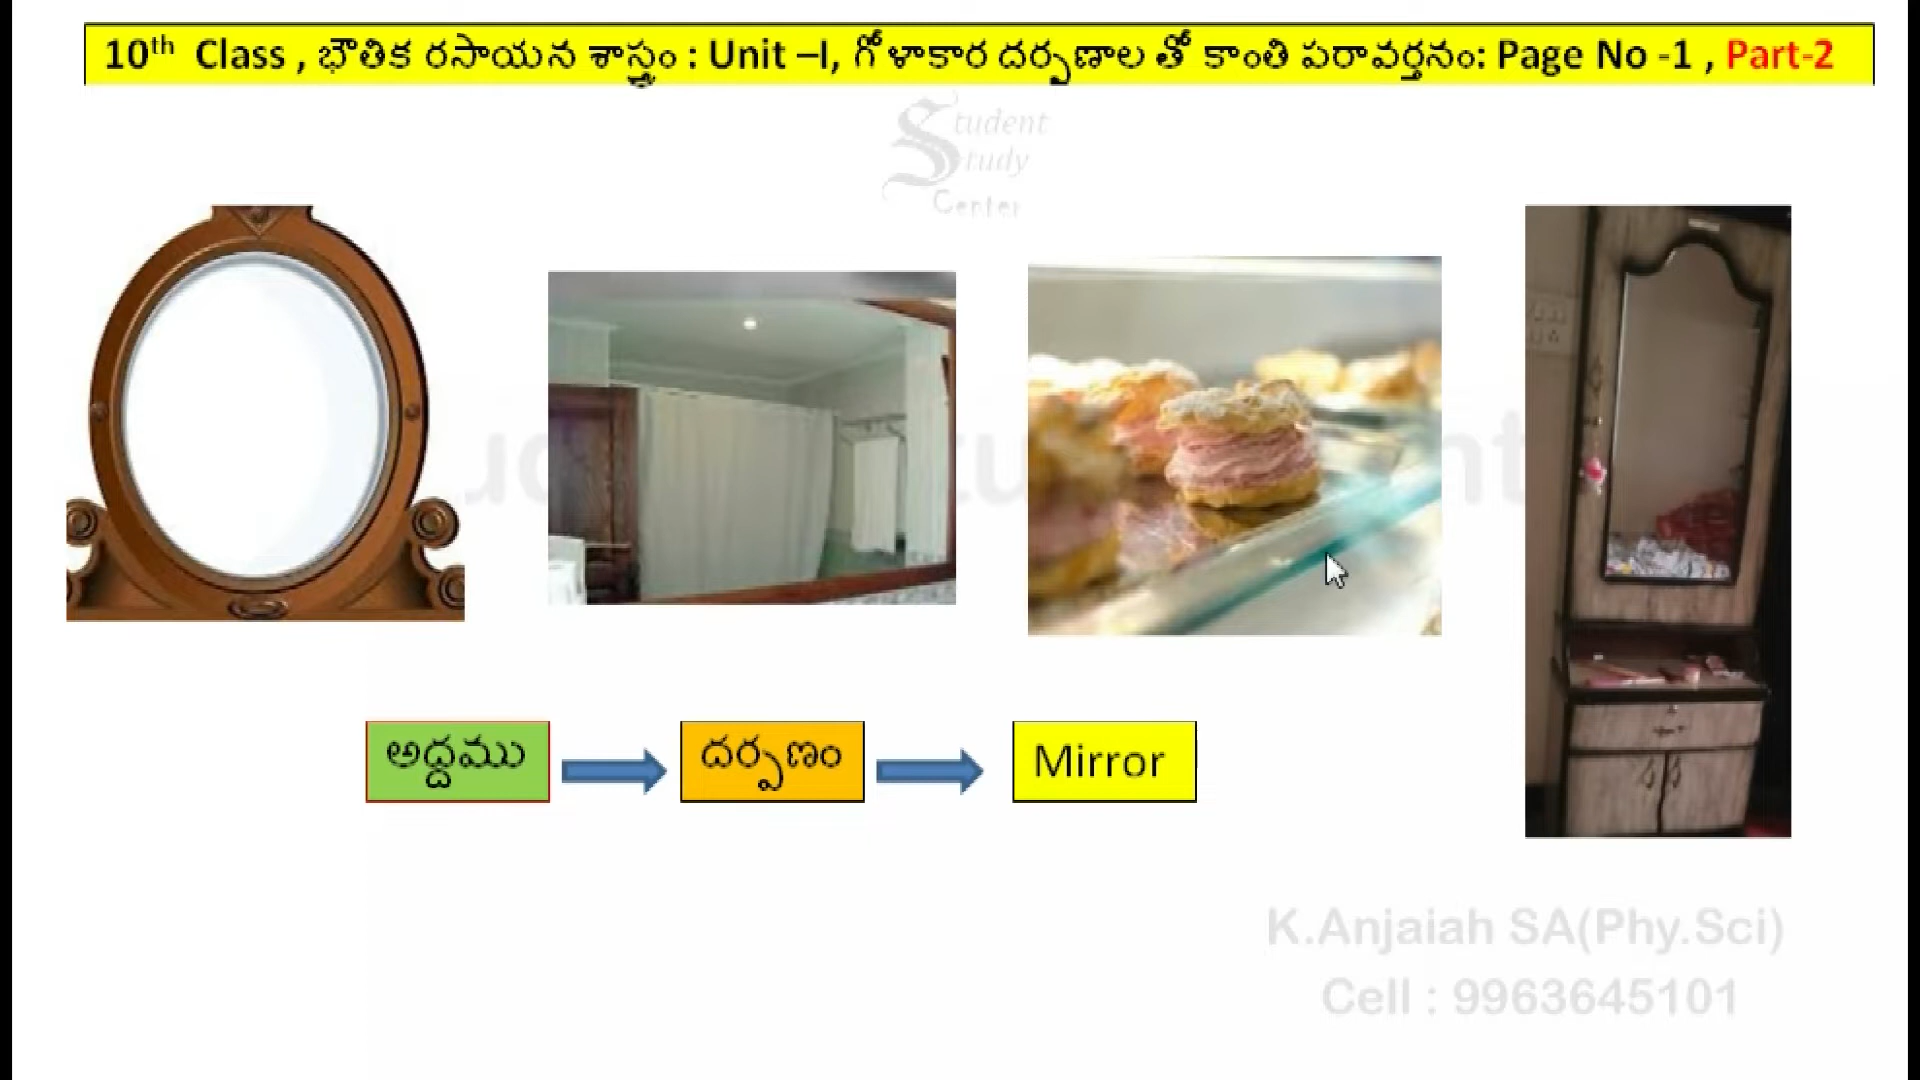 10th Class , భౌతిక రసాయన శాస్త్రం : Unit –I, గోళాకార దర్పణాల తో కాంతి పరావర్తనం: Page No -1 , Part-2
Student
Study
Center
అద్దము
దర్పణం
Mirror
K.Anjaiah SA(Phy.Sci)
Cell : 9963645101